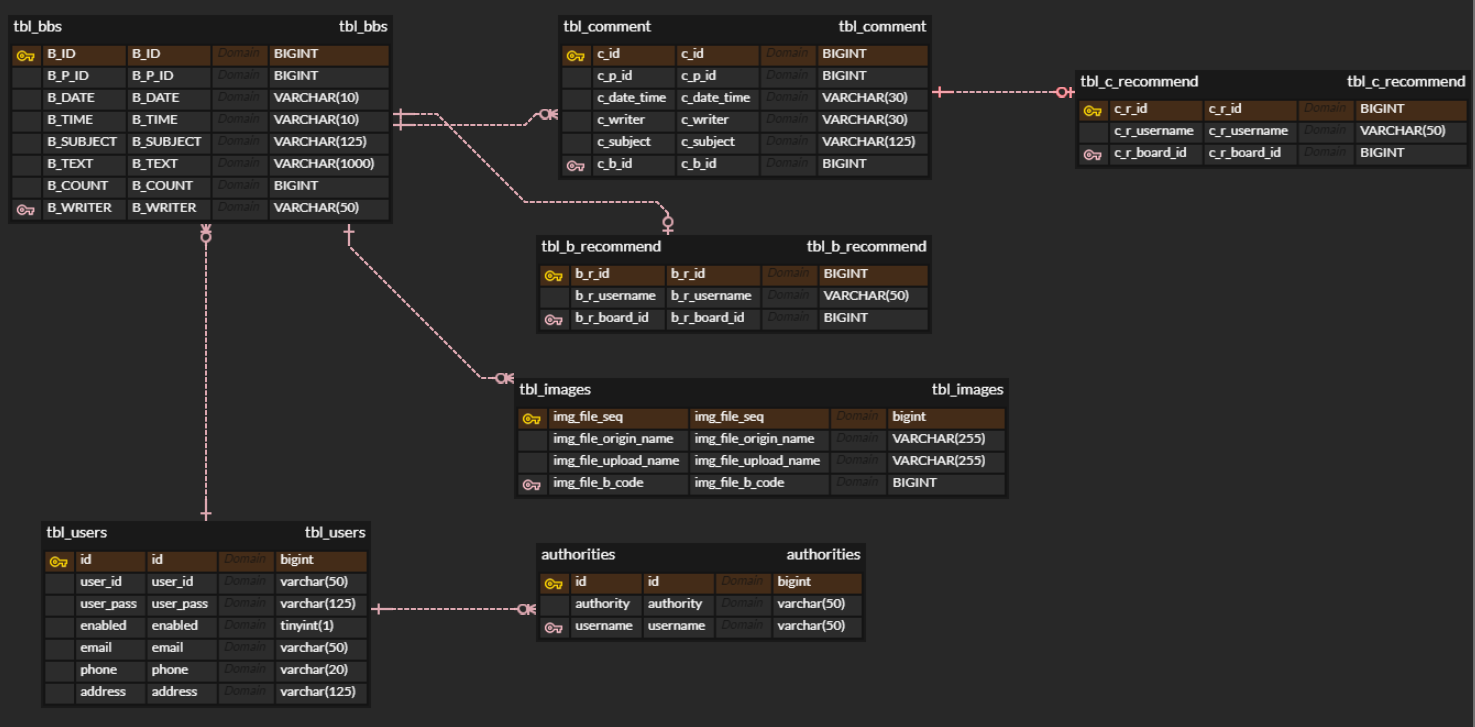 tbl_bbs tbl_bbs
B_ID B_ID Domain BIGINT
B_P_ID B_P_ID Domain BIGINT
B_DATE B_DATE Domain VARCHAR(10)
B_TIME B_TIME Domain VARCHAR(10)
B_SUBJECT B_SUBJECT Domain VARCHAR(125)
B_TEXT B_TEXT Domain VARCHAR(1000)
B_COUNT B_COUNT Domain BIGINT
B_WRITER B_WRITER Domain VARCHAR(50)
tbl_comment tbl_comment
c_id c_id Domain BIGINT
c_p_id c_p_id Domain BIGINT
c_date_time c_date_time Domain VARCHAR(30)
c_writer c_writer Domain VARCHAR(30)
c_subject c_subject Domain VARCHAR(125)
c_b_id c_b_id Domain BIGINT
tbl_c_recommend tbl_c_recommend
c_r_id c_r_id Domain BIGINT
c_r_username c_r_username Domain VARCHAR(50)
c_r_board_id c_r_board_id Domain BIGINT
tbl_b_recommend tbl_b_recommend
b_r_id b_r_id Domain BIGINT
b_r_username b_r_username Domain VARCHAR(50)
b_r_board_id b_r_board_id Domain BIGINT
tbl_images tbl_images
img_file_seq img_file_seq Domain bigint
img_file_origin_name img_file_origin_name Domain VARCHAR(255)
img_file_upload_name img_file_upload_name Domain VARCHAR(255)
img_file_b_code img_file_b_code Domain BIGINT
tbl_users tbl_users
id id Domain bigint
user_id user_id Domain varchar(50)
user_pass user_pass Domain varchar(125)
enabled enabled Domain tinyint(1)
email email Domain varchar(50)
phone phone Domain varchar(20)
address address Domain varchar(125)
authorities authorities
id id Domain bigint
authority authority Domain varchar(50)
username username Domain varchar(50)